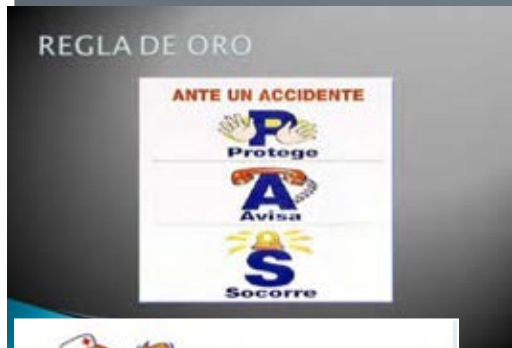 REGLA DE ORO
ANTE UN ACCIDENTE
P
Protege
A
Avisa
S
Socorre